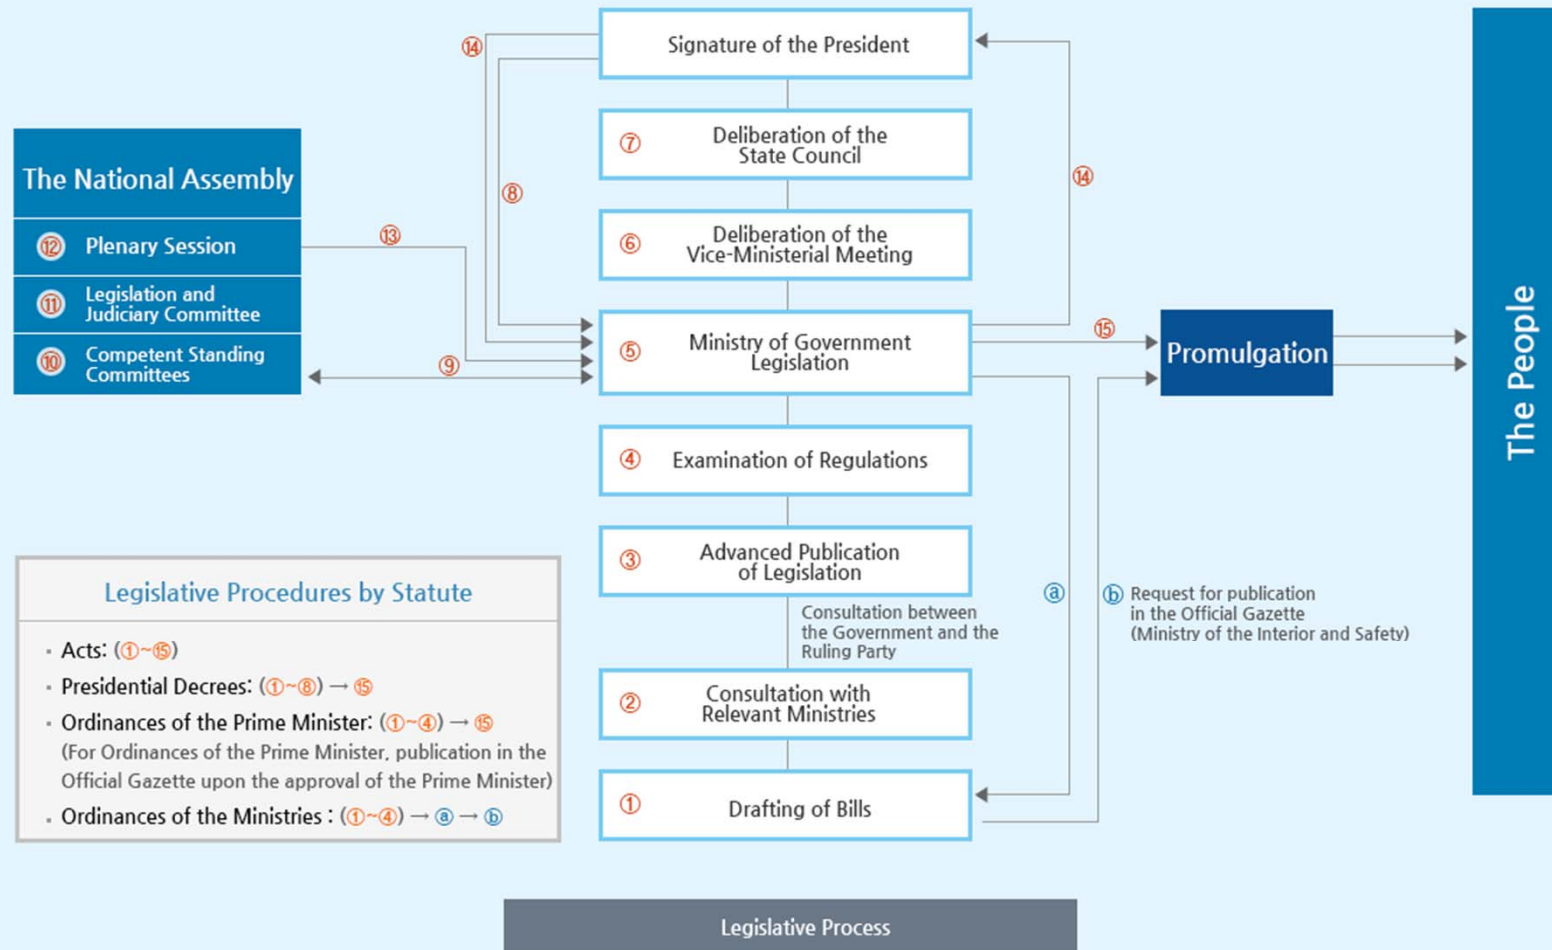 Signature of the President
⑭
⑧
⑦ Deliberation of the
State Council
⑭
⑥ Deliberation of the
Vice-Ministerial Meeting
The National Assembly
⑫ Plenary Session
⑪ Legislation and
Judiciary Committee
⑩ Competent Standing
Committees
⑬
⑨
⑤ Ministry of Government
Legislation
⑮
Promulgation
The People
④ Examination of Regulations
③ Advanced Publication
of Legislation
Consultation between
the Government and the
Ruling Party
ⓐ
ⓑ Request for publication
in the Official Gazette
(Ministry of the Interior and Safety)
② Consultation with
Relevant Ministries
① Drafting of Bills
Legislative Procedures by Statute
· Acts: (①~⑮)
· Presidential Decrees: (①~⑧) → ⑮
· Ordinances of the Prime Minister: (①~④) → ⑮
(For Ordinances of the Prime Minister, publication in the
Official Gazette upon the approval of the Prime Minister)
· Ordinances of the Ministries : (①~④) → ⓐ → ⓑ
Legislative Process